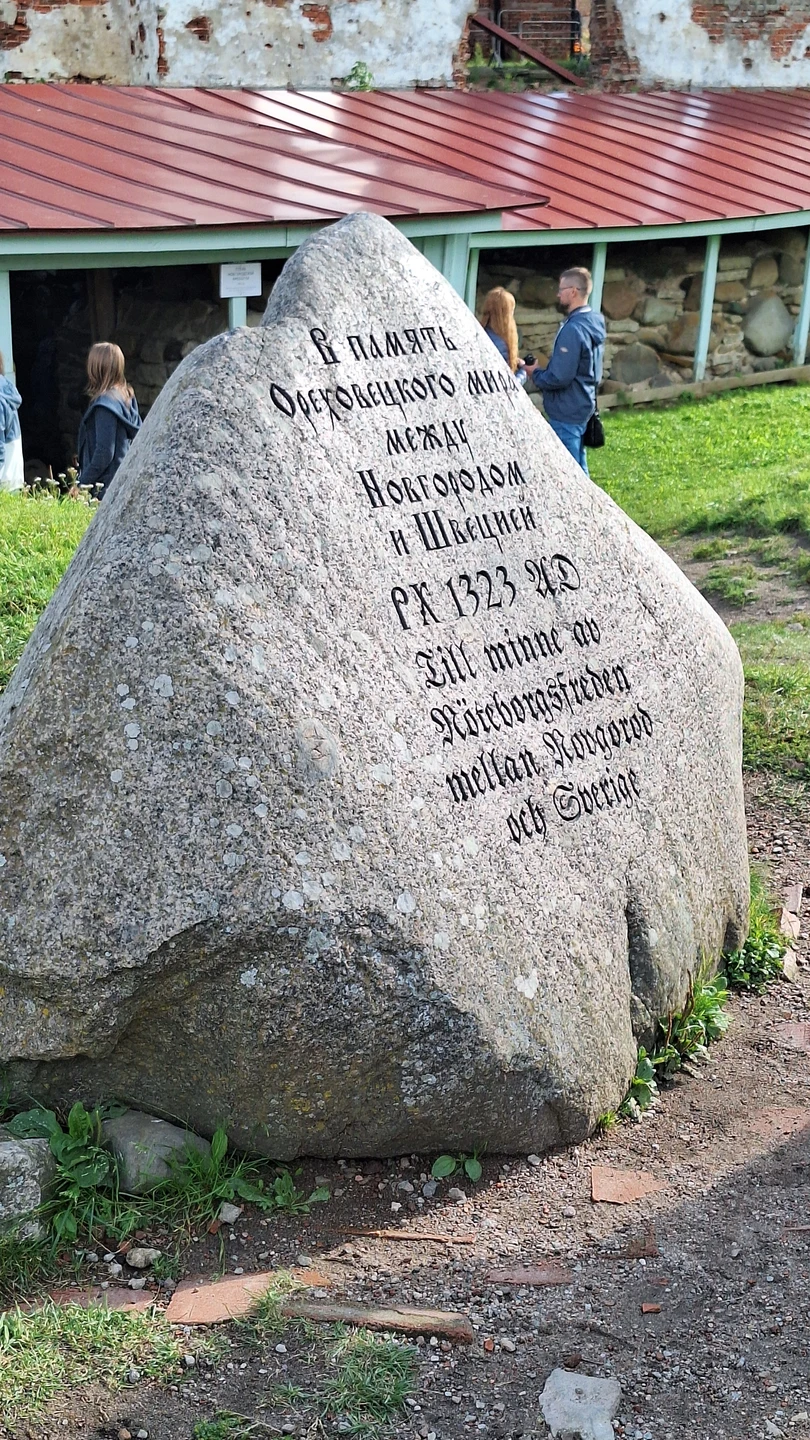 В память
Ореховецкого мира
между
Новгородом
и Швецией
РХ 1323 AD
Till minne av
Nöteborgsfreden
mellan Novgorod
och Sverige